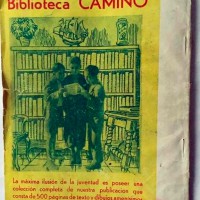 Biblioteca CAMINO
La máxima ilusión de la juventud es poseer una
colección completa de nuestra publicación que
consta de 500 páginas de texto y dibujos